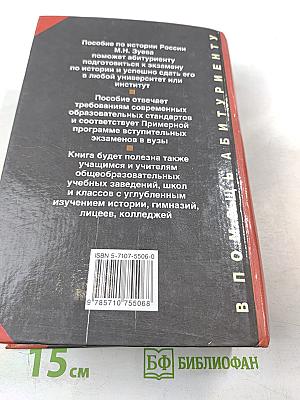 Пособие по истории России
М.Н. Зуева
поможет абитуриенту
подготовиться к экзамену
по истории и успешно сдать его
в любой университет или
институт
Пособие отвечает
требованиям современных
образовательных стандартов
и соответствует Примерной
программе вступительных
экзаменов в вузы
Книга будет полезна также
учащимся и учителям
общеобразовательных
учебных заведений, школ
и классов с углубленным
изучением истории, гимназий,
лицеев, колледжей
ISBN 5-7107-5506-0
9 785710 755068
В ПОМОЩЬ АБИТУРИЕНТУ
15 см
БФ БИБЛИОФАН